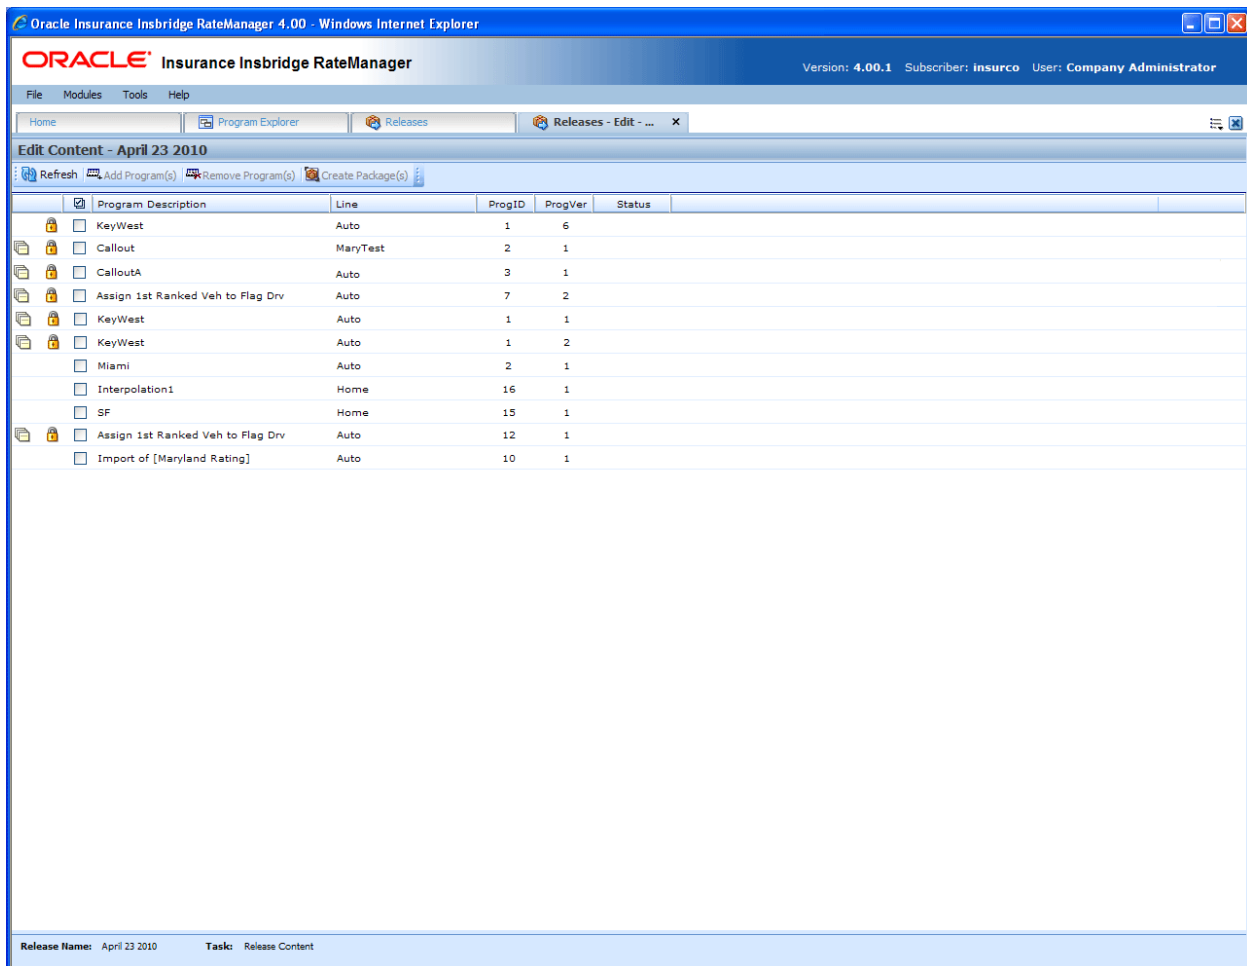 Oracle Insurance Insbridge RateManager 4.00 - Windows Internet Explorer
ORACLE® Insurance Insbridge RateManager Version: 4.00.1 Subscriber: insurco User: Company Administrator
File Modules Tools Help
Home Program Explorer Releases Releases - Edit - ...
Edit Content - April 23 2010
Refresh Add Program(s) Remove Program(s) Create Package(s)
Program Description Line ProgID ProgVer Status
KeyWest Auto 1 6
Callout MaryTest 2 1
CalloutA Auto 3 1
Assign 1st Ranked Veh to Flag Drv Auto 7 2
KeyWest Auto 1 1
KeyWest Auto 1 2
Miami Auto 2 1
Interpolation1 Home 16 1
SF Home 15 1
Assign 1st Ranked Veh to Flag Drv Auto 12 1
Import of [Maryland Rating] Auto 10 1
Release Name: April 23 2010 Task: Release Content